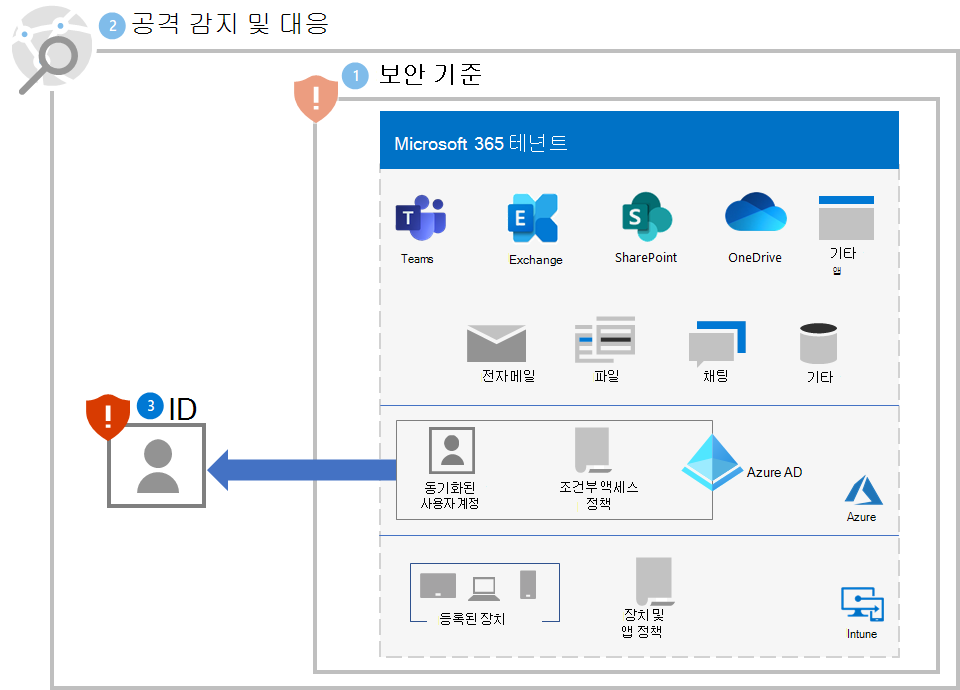 2 공격 감지 및 대응
1 보안 기준
Microsoft 365 테넌트
T
E
S
Teams
Exchange
SharePoint
OneDrive
기타
앱
전자메일
파일
채팅
기타
3 ID
동기화된
사용자계정
조건부 액세스
정책
Azure AD
Azure
등록된 장치
장치 및
앱 정책
Intune